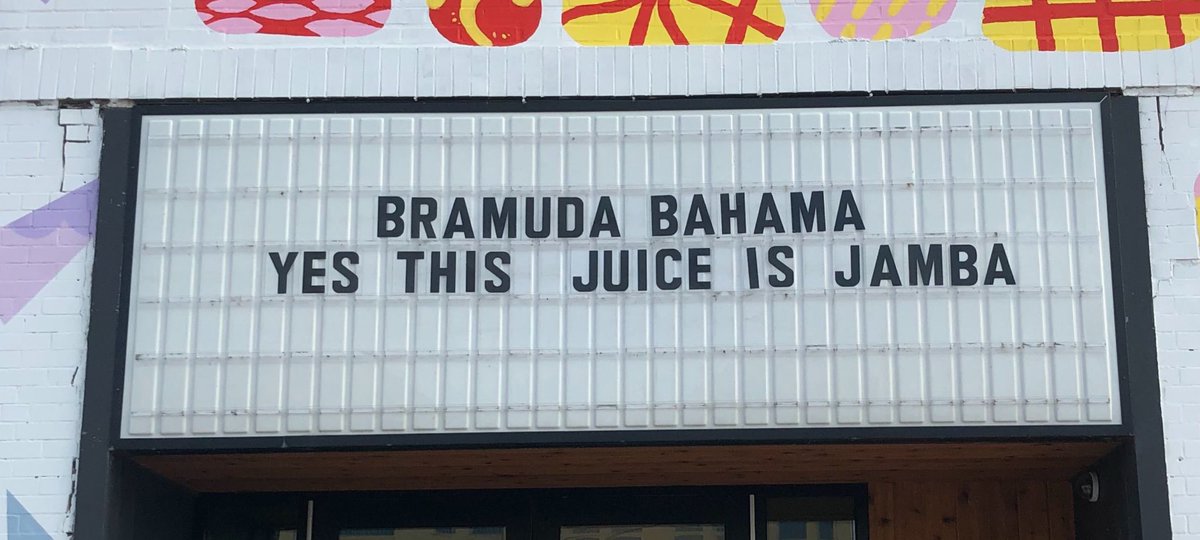 BRAMUDA BAHAMA
YES THIS JUICE IS JAMBA